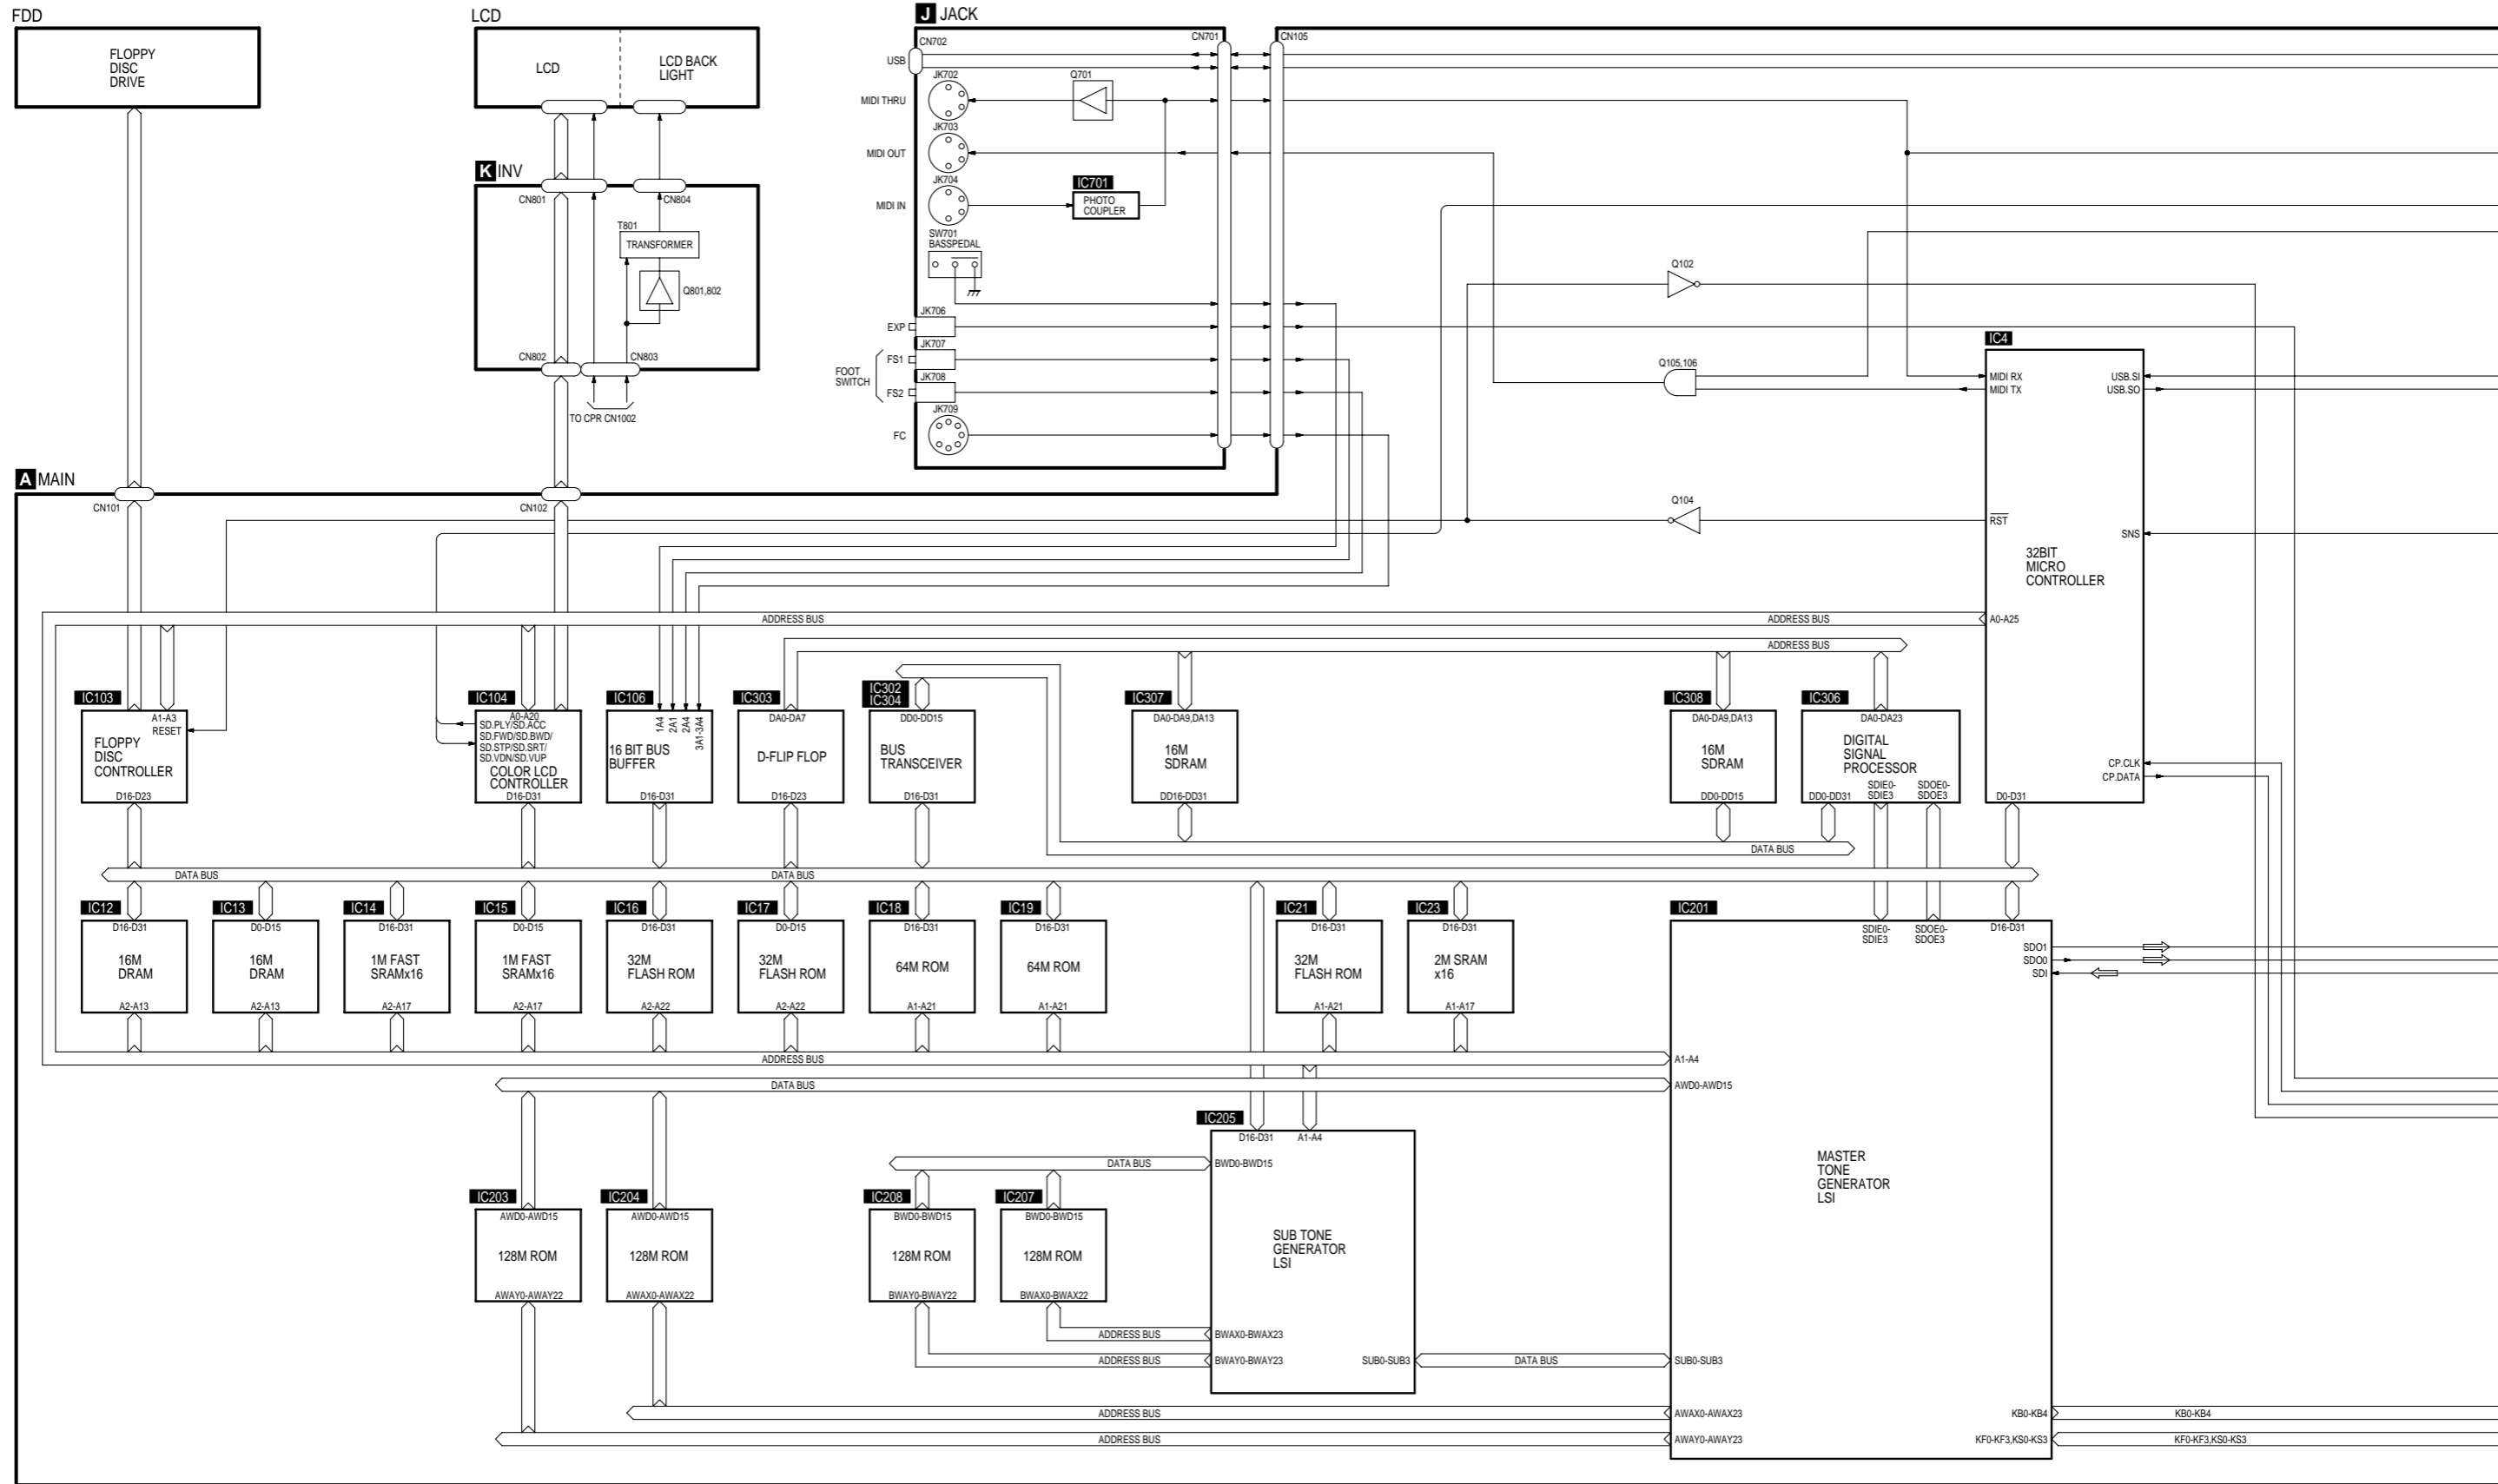 FDD
FLOPPY
DISC
DRIVE
LCD
LCD
LCD BACK
LIGHT
K INV
CN801
CN804
T801
TRANSFORMER
Q801,802
CN802
CN803
TO CPR CN1002
J JACK
CN702
CN701
CN105
USB
JK702
Q701
MIDI THRU
JK703
MIDI OUT
JK704
IC701
MIDI IN
PHOTO
COUPLER
SW701
BASSPEDAL
JK706
EXP
JK707
FS1
FOOT
SWITCH
JK708
FS2
JK709
FC
Q102
Q105,106
Q104
IC4
MIDI RX
MIDI TX
USB.SI
USB.SO
RST
SNS
32BIT
MICRO
CONTROLLER
A0-A25
CP.CLK
CP.DATA
D0-D31
A MAIN
CN101
CN102
ADDRESS BUS
ADDRESS BUS
ADDRESS BUS
IC103
A1-A3
RESET
FLOPPY
DISC
CONTROLLER
D16-D23
IC104
A0-A20
SD.PLY/SD.ACC
SD.FWD/SD.BWD/
SD.STP/SD.SRT/
SD.VDN/SD.VUP
COLOR LCD
CONTROLLER
D16-D31
IC106
1A4
2A1
2A4
3A1-3A4
16 BIT BUS
BUFFER
D16-D31
IC303
DA0-DA7
D-FLIP FLOP
D16-D23
IC302
IC304
DD0-DD15
BUS
TRANSCEIVER
D16-D31
IC307
DA0-DA9,DA13
16M
SDRAM
DD16-DD31
IC308
DA0-DA9,DA13
16M
SDRAM
DD0-DD15
IC306
DA0-DA23
DIGITAL
SIGNAL
PROCESSOR
DD0-DD31
SDIE0-
SDIE3
SDOE0-
SDOE3
DATA BUS
DATA BUS
DATA BUS
IC12
D16-D31
16M
DRAM
A2-A13
IC13
D0-D15
16M
DRAM
A2-A13
IC14
D16-D31
1M FAST
SRAMx16
A2-A17
IC15
D0-D15
1M FAST
SRAMx16
A2-A17
IC16
D16-D31
32M
FLASH ROM
A2-A22
IC17
D0-D15
32M
FLASH ROM
A2-A22
IC18
D16-D31
64M ROM
A1-A21
IC19
D16-D31
64M ROM
A1-A21
IC21
D16-D31
32M
FLASH ROM
A1-A21
IC23
D16-D31
2M SRAM
x16
A1-A17
IC201
SDIE0-
SDIE3
SDOE0-
SDOE3
D16-D31
SDO1
SDO0
SDI
ADDRESS BUS
A1-A4
DATA BUS
AWD0-AWD15
MASTER
TONE
GENERATOR
LSI
SUB0-SUB3
AWAX0-AWAX23
AWAY0-AWAY23
KB0-KB4
KF0-KF3,KS0-KS3
KB0-KB4
KF0-KF3,KS0-KS3
IC205
D16-D31
A1-A4
DATA BUS
BWD0-BWD15
SUB TONE
GENERATOR
LSI
BWAX0-BWAX23
BWAY0-BWAY23
SUB0-SUB3
DATA BUS
IC203
AWD0-AWD15
128M ROM
AWAY0-AWAY22
IC204
AWD0-AWD15
128M ROM
AWAX0-AWAX22
IC208
BWD0-BWD15
128M ROM
BWAY0-BWAY22
IC207
BWD0-BWD15
128M ROM
BWAX0-BWAX22
ADDRESS BUS
ADDRESS BUS
ADDRESS BUS
ADDRESS BUS